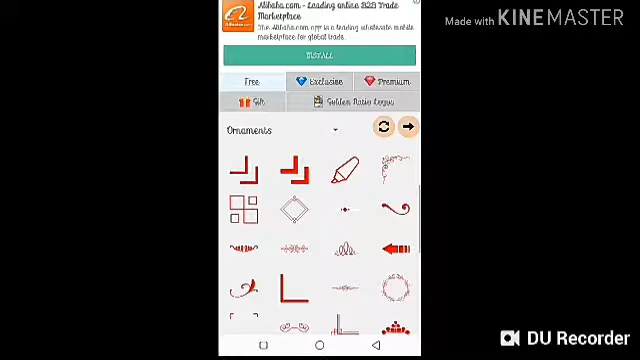 Alibaba.com - Leading online B2B Trade
Marketplace
The Alibaba.com app is a leading wholesale mobile
marketplace for global trade.
INSTALL
Free
Exclusive
Premium
Gift
Golden Ratio Logos
Ornaments
Made with KINEMASTER
DU Recorder